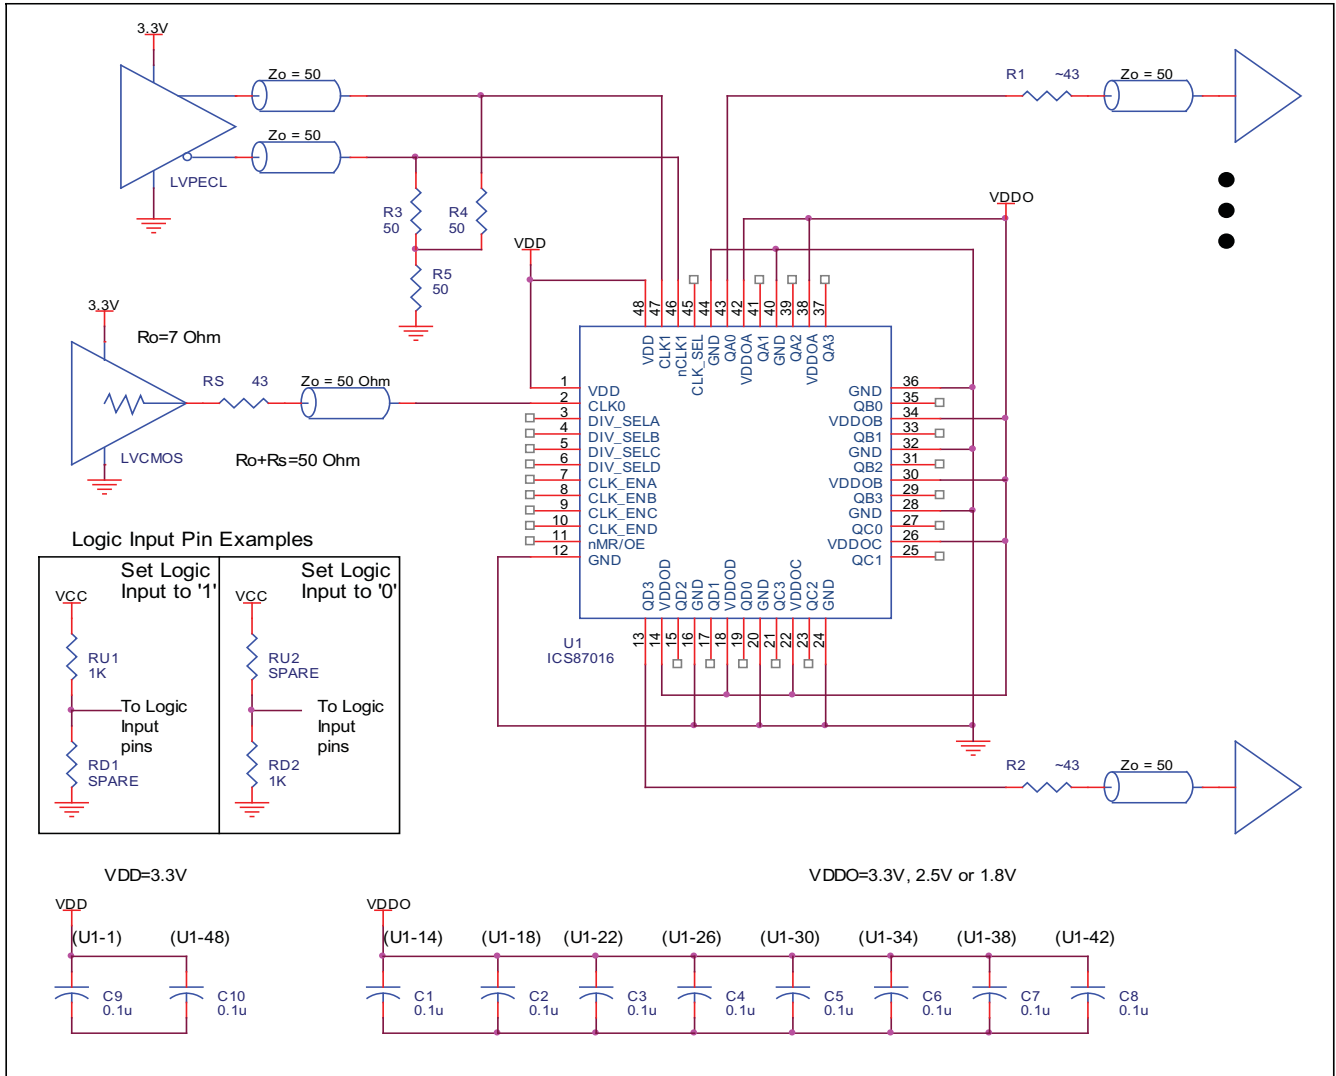 3.3V
Zo = 50
Zo = 50
LVPECL
R3
50
R4
50
R5
50
R1 ~43
Zo = 50
VDDO
VDD
3.3V
Ro=7 Ohm
RS 43
Zo = 50 Ohm
LVCMOS
Ro+Rs=50 Ohm
48 47 46 45 44 43 42 41 40 39 38 37
VDD CLK1 nCLK1 CLK_SEL GND QA0 VDDOA QA1 GND QA2 VDDOA QA3
1 VDD
2 CLK0
3 DIV_SELA
4 DIV_SELB
5 DIV_SELC
6 DIV_SELD
7 CLK_ENA
8 CLK_ENB
9 CLK_ENC
10 CLK_END
11 nMR/OE
12 GND
GND 36
QB0 35
VDDOB 34
QB1 33
GND 32
QB2 31
VDDOB 30
QB3 29
GND 28
QC0 27
VDDOC 26
QC1 25
QD3 VDDOD QD2 GND QD1 VDDOD QD0 GND QC3 VDDOC QC2 GND
13 14 15 16 17 18 19 20 21 22 23 24
U1
ICS87016
Logic Input Pin Examples
Set Logic
Input to '1'
VCC
RU1
1K
To Logic
Input
pins
RD1
SPARE
Set Logic
Input to '0'
VCC
RU2
SPARE
To Logic
Input
pins
RD2
1K
R2 ~43
Zo = 50
VDD=3.3V
VDDO=3.3V, 2.5V or 1.8V
VDD
(U1-1) (U1-48)
C9
0.1u
C10
0.1u
VDDO
(U1-14) (U1-18) (U1-22) (U1-26) (U1-30) (U1-34) (U1-38) (U1-42)
C1
0.1u
C2
0.1u
C3
0.1u
C4
0.1u
C5
0.1u
C6
0.1u
C7
0.1u
C8
0.1u